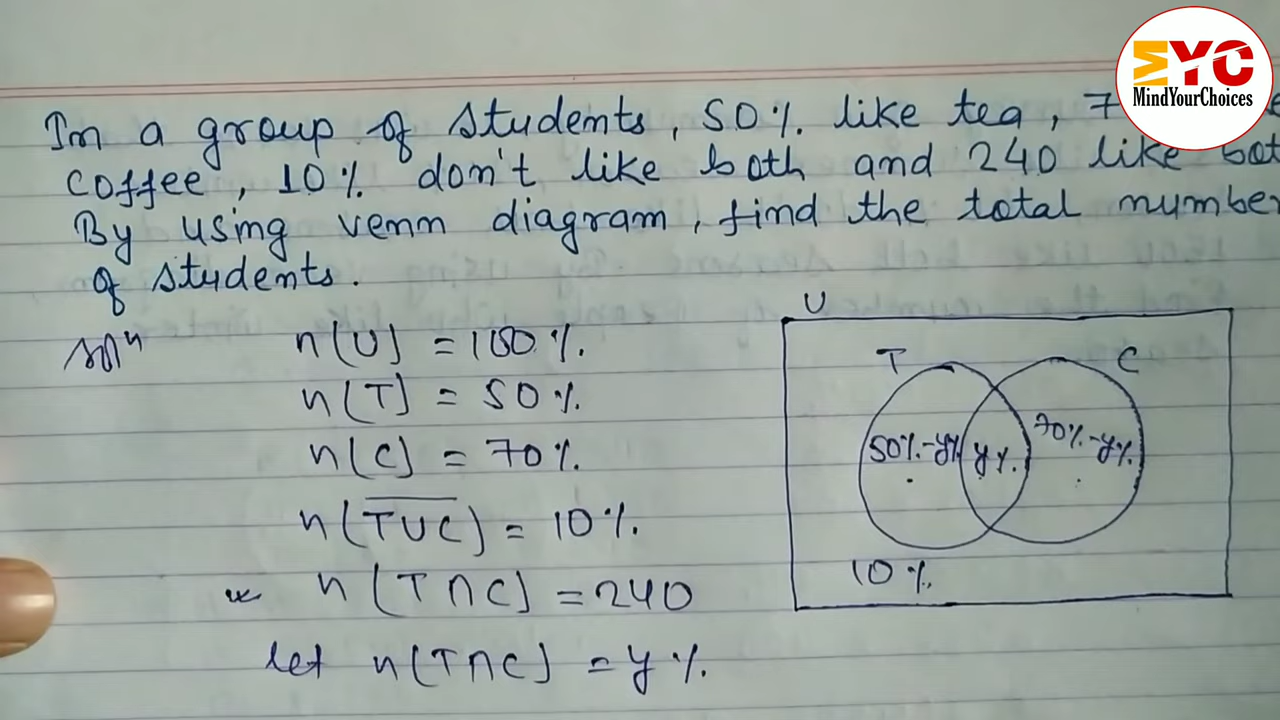 MYC
MindYourChoices
In a group of students, 50% like tea, 7
coffee, 10% don't like both and 240 like bot
By using venn diagram, find the total number
of students.
solⁿ
n(U) = 100%.
n(T) = 50%.
n(C) = 70%.
n(T̅U̅C̅) = 10%.
n(T∩C) = 240
let n(T∩C) = y%.
U
T C
50%-y% y%. 70%-y%.
10%.